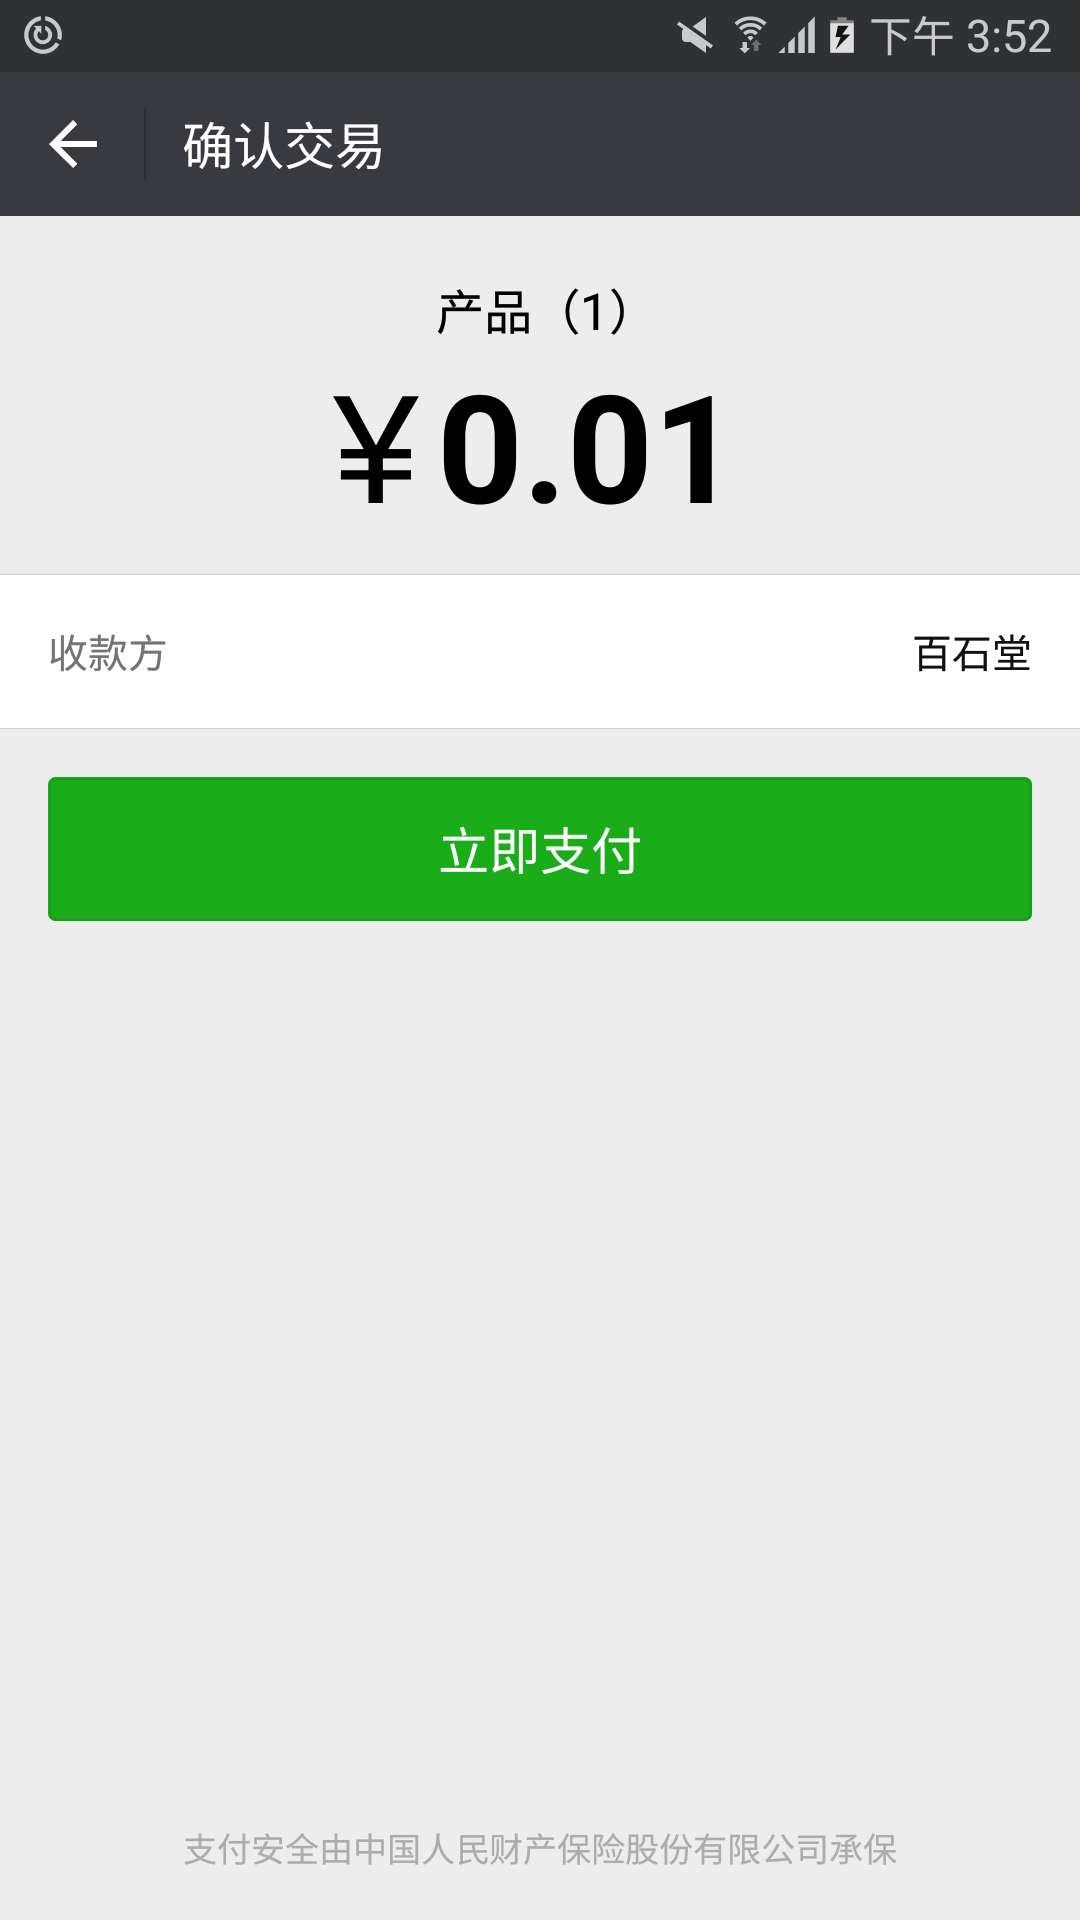 下午 3:52
确认交易
产品（1）
￥0.01
收款方 百石堂
立即支付
支付安全由中国人民财产保险股份有限公司承保